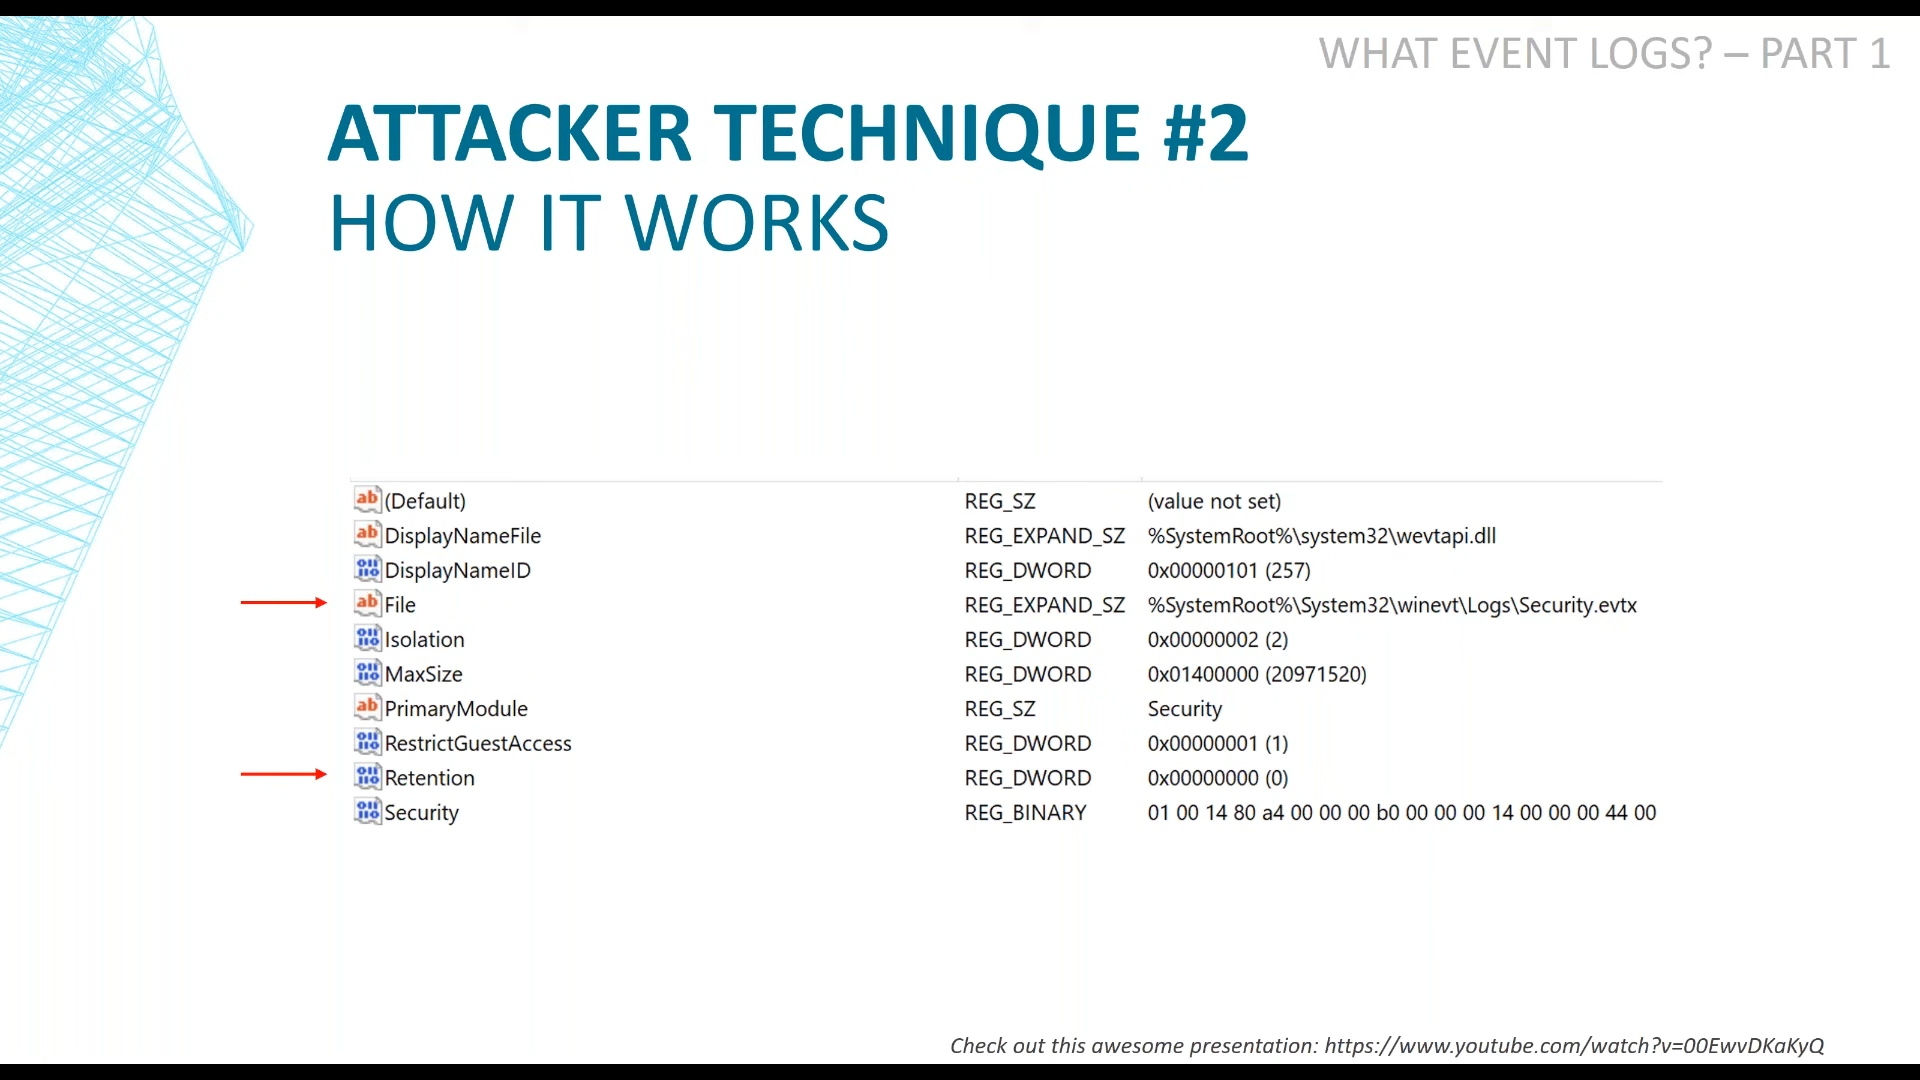 WHAT EVENT LOGS? – PART 1
ATTACKER TECHNIQUE #2
HOW IT WORKS
(Default) REG_SZ (value not set)
DisplayNameFile REG_EXPAND_SZ %SystemRoot%\system32\wevtapi.dll
DisplayNameID REG_DWORD 0x00000101 (257)
File REG_EXPAND_SZ %SystemRoot%\System32\winevt\Logs\Security.evtx
Isolation REG_DWORD 0x00000002 (2)
MaxSize REG_DWORD 0x01400000 (20971520)
PrimaryModule REG_SZ Security
RestrictGuestAccess REG_DWORD 0x00000001 (1)
Retention REG_DWORD 0x00000000 (0)
Security REG_BINARY 01 00 14 80 a4 00 00 00 b0 00 00 00 14 00 00 00 44 00
Check out this awesome presentation: https://www.youtube.com/watch?v=00EwvDKaKyQ